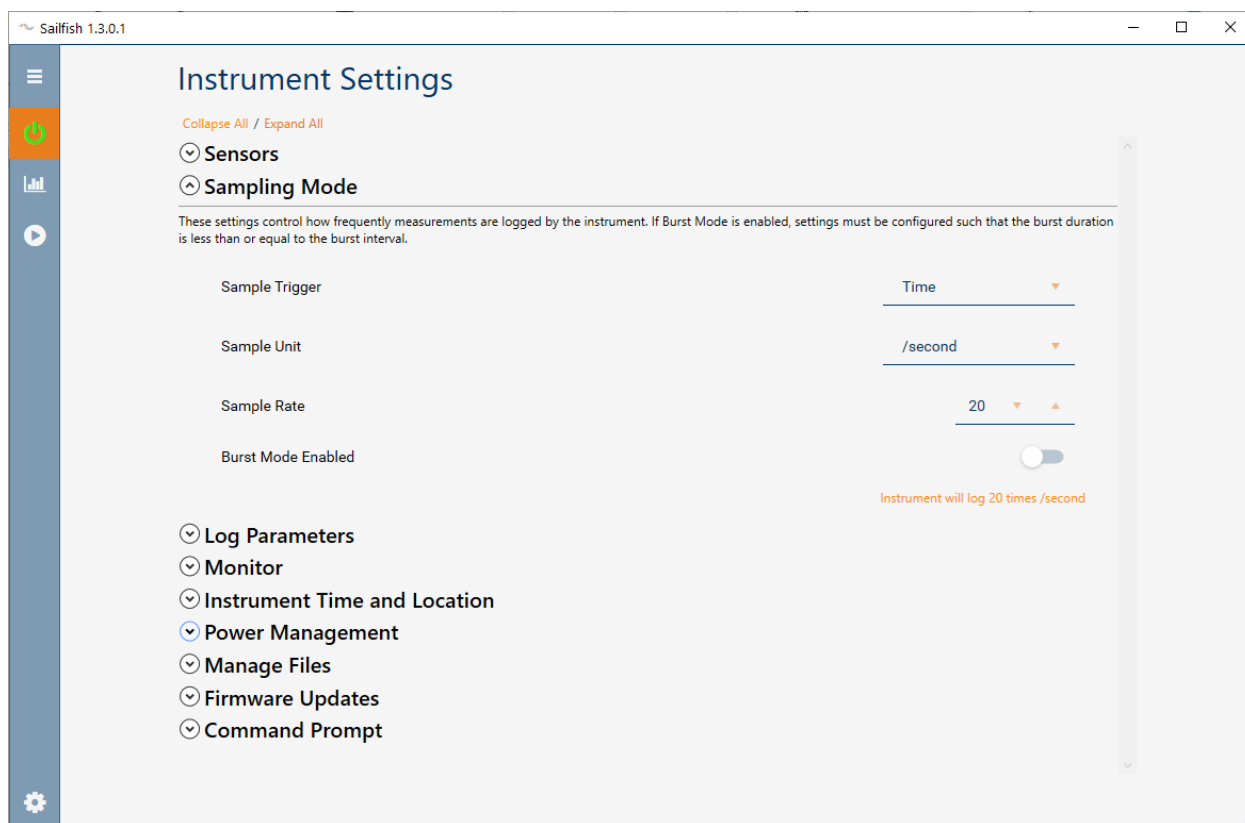 Sailfish 1.3.0.1
Instrument Settings
Collapse All / Expand All
Sensors
Sampling Mode
These settings control how frequently measurements are logged by the instrument. If Burst Mode is enabled, settings must be configured such that the burst duration
is less than or equal to the burst interval.
Sample Trigger Time
Sample Unit /second
Sample Rate 20
Burst Mode Enabled
Instrument will log 20 times /second
Log Parameters
Monitor
Instrument Time and Location
Power Management
Manage Files
Firmware Updates
Command Prompt